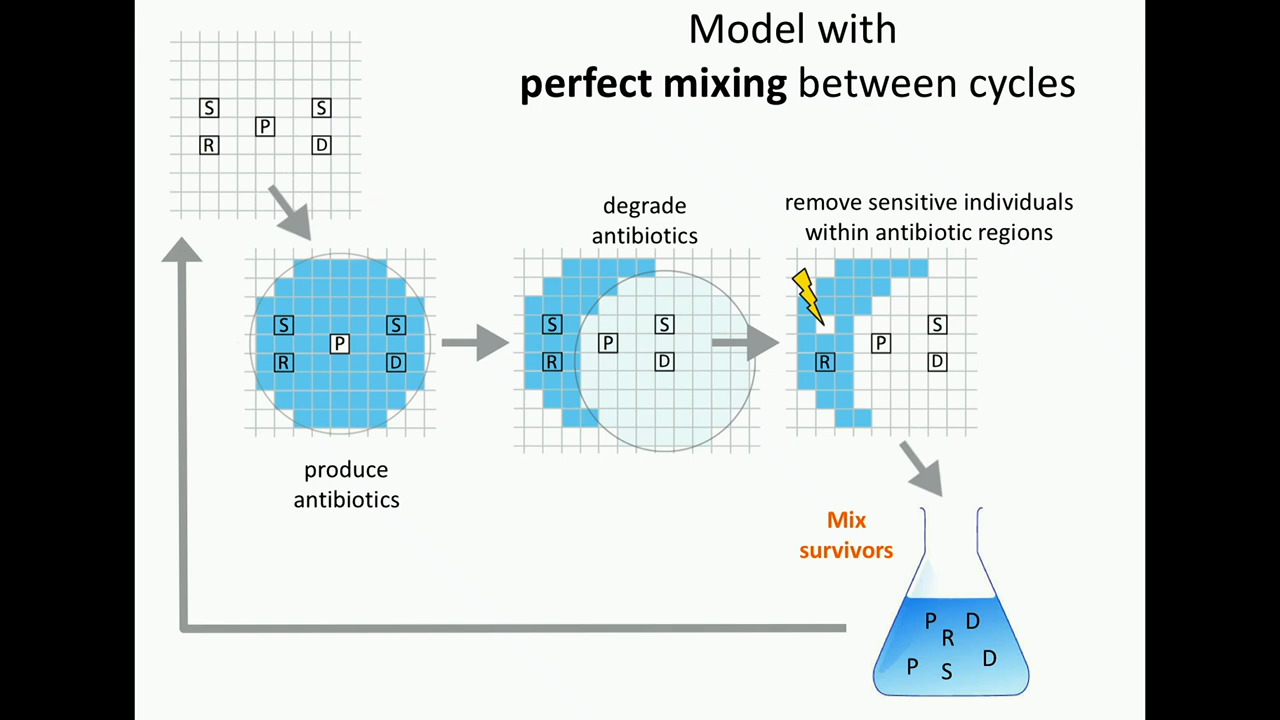 Model with
perfect mixing between cycles
S S
P
R D
degrade
antibiotics
remove sensitive individuals
within antibiotic regions
S S
P
R D
S S
P
R D
S
P
R D
produce
antibiotics
Mix
survivors
P D
R
P S D